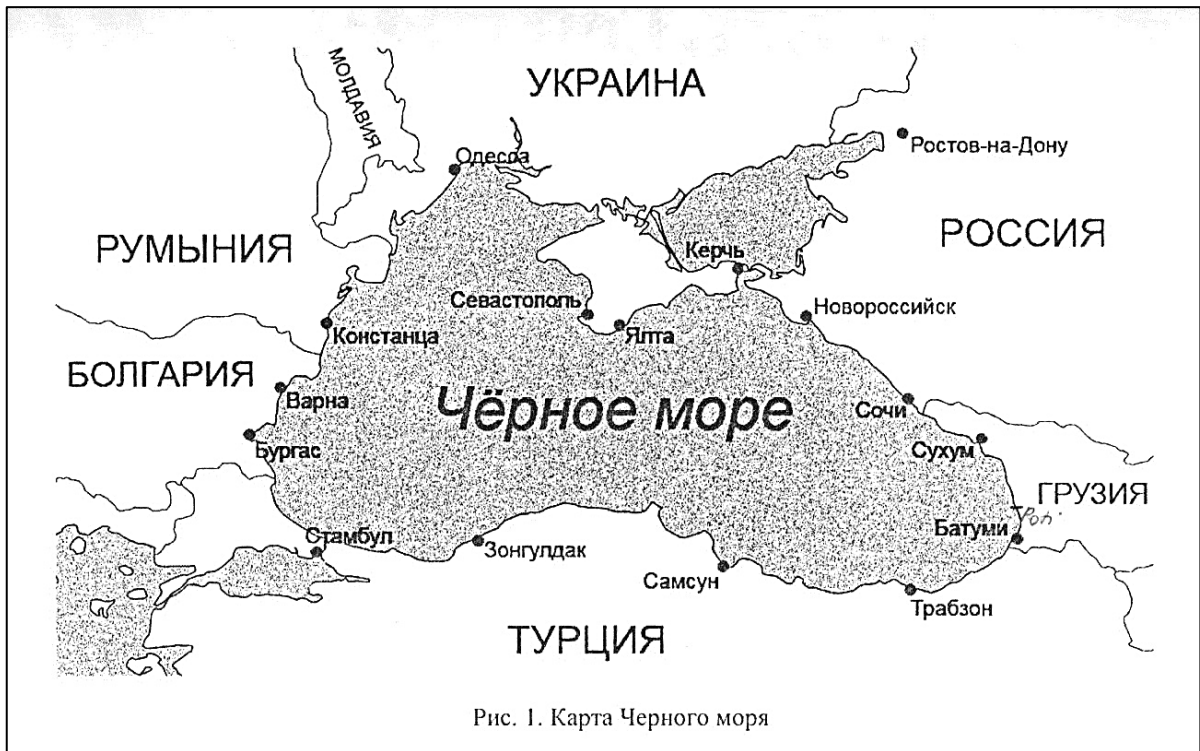 МОЛДАВИЯ
УКРАИНА
Одесса
Ростов-на-Дону
РУМЫНИЯ
РОССИЯ
Керчь
Севастополь
Новороссийск
Констанца
Ялта
БОЛГАРИЯ
Варна
Чёрное море
Сочи
Бургас
Сухум
ГРУЗИЯ
Poti
Батуми
Стамбул
Зонгулдак
Самсун
Трабзон
ТУРЦИЯ
Рис. 1. Карта Черного моря